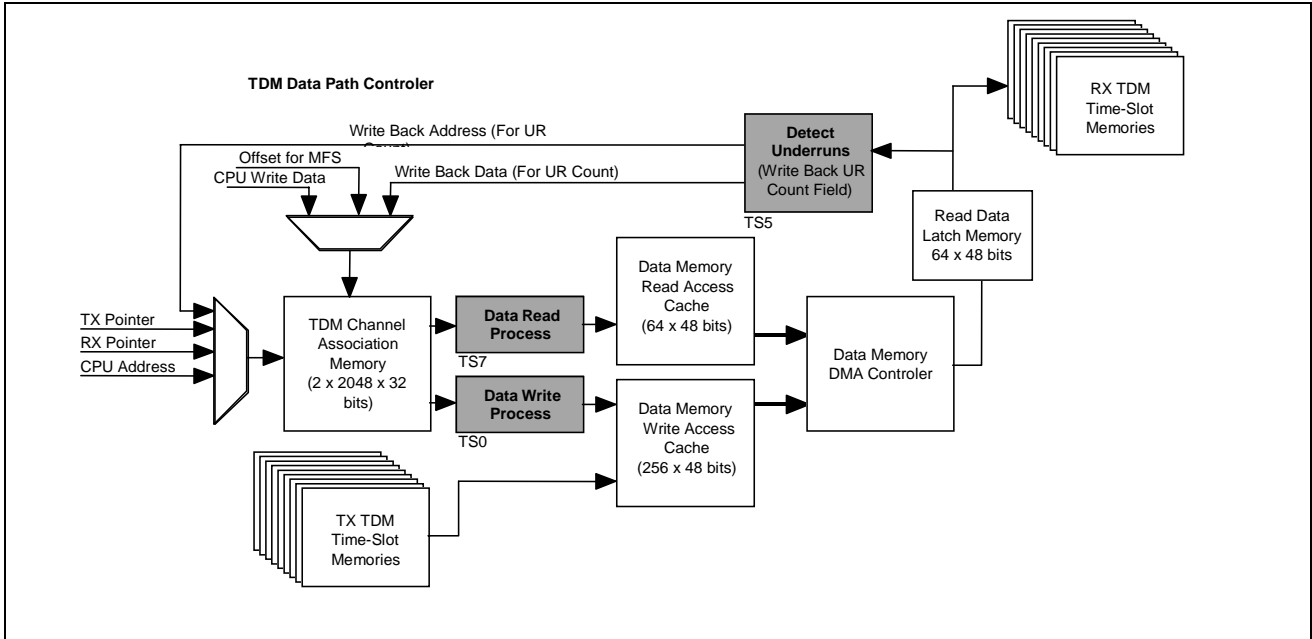 TDM Data Path Controler
RX TDM
Time-Slot
Memories
Write Back Address (For UR
Detect
Underruns
(Write Back UR
Count Field)
TS5
Offset for MFS
CPU Write Data
Write Back Data (For UR Count)
Read Data
Latch Memory
64 x 48 bits
Data Memory
Read Access
Cache
(64 x 48 bits)
TX Pointer
RX Pointer
CPU Address
TDM Channel
Association
Memory
(2 x 2048 x 32
bits)
Data Read
Process
TS7
Data Write
Process
TS0
Data Memory
DMA Controler
Data Memory
Write Access
Cache
(256 x 48 bits)
TX TDM
Time-Slot
Memories